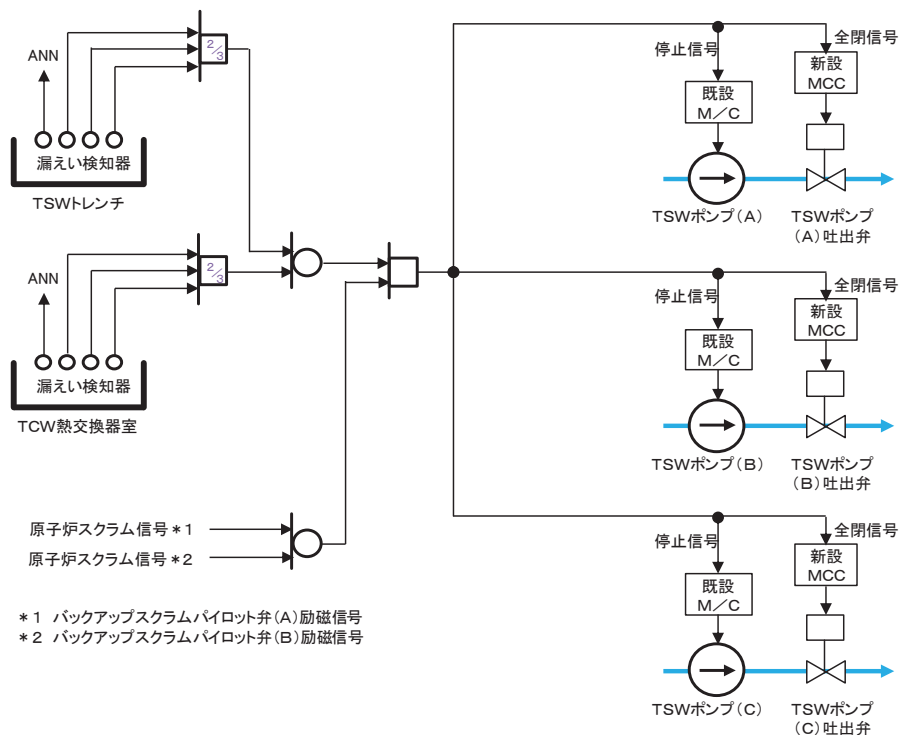 ANN
2/3
漏えい検知器
TSWトレンチ
ANN
2/3
漏えい検知器
TCW熱交換器室
原子炉スクラム信号*1
原子炉スクラム信号*2
*1 バックアップスクラムパイロット弁(A)励磁信号
*2 バックアップスクラムパイロット弁(B)励磁信号
停止信号
全閉信号
既設
M/C
新設
MCC
TSWポンプ(A)
TSWポンプ
(A)吐出弁
停止信号
全閉信号
既設
M/C
新設
MCC
TSWポンプ(B)
TSWポンプ
(B)吐出弁
停止信号
全閉信号
既設
M/C
新設
MCC
TSWポンプ(C)
TSWポンプ
(C)吐出弁